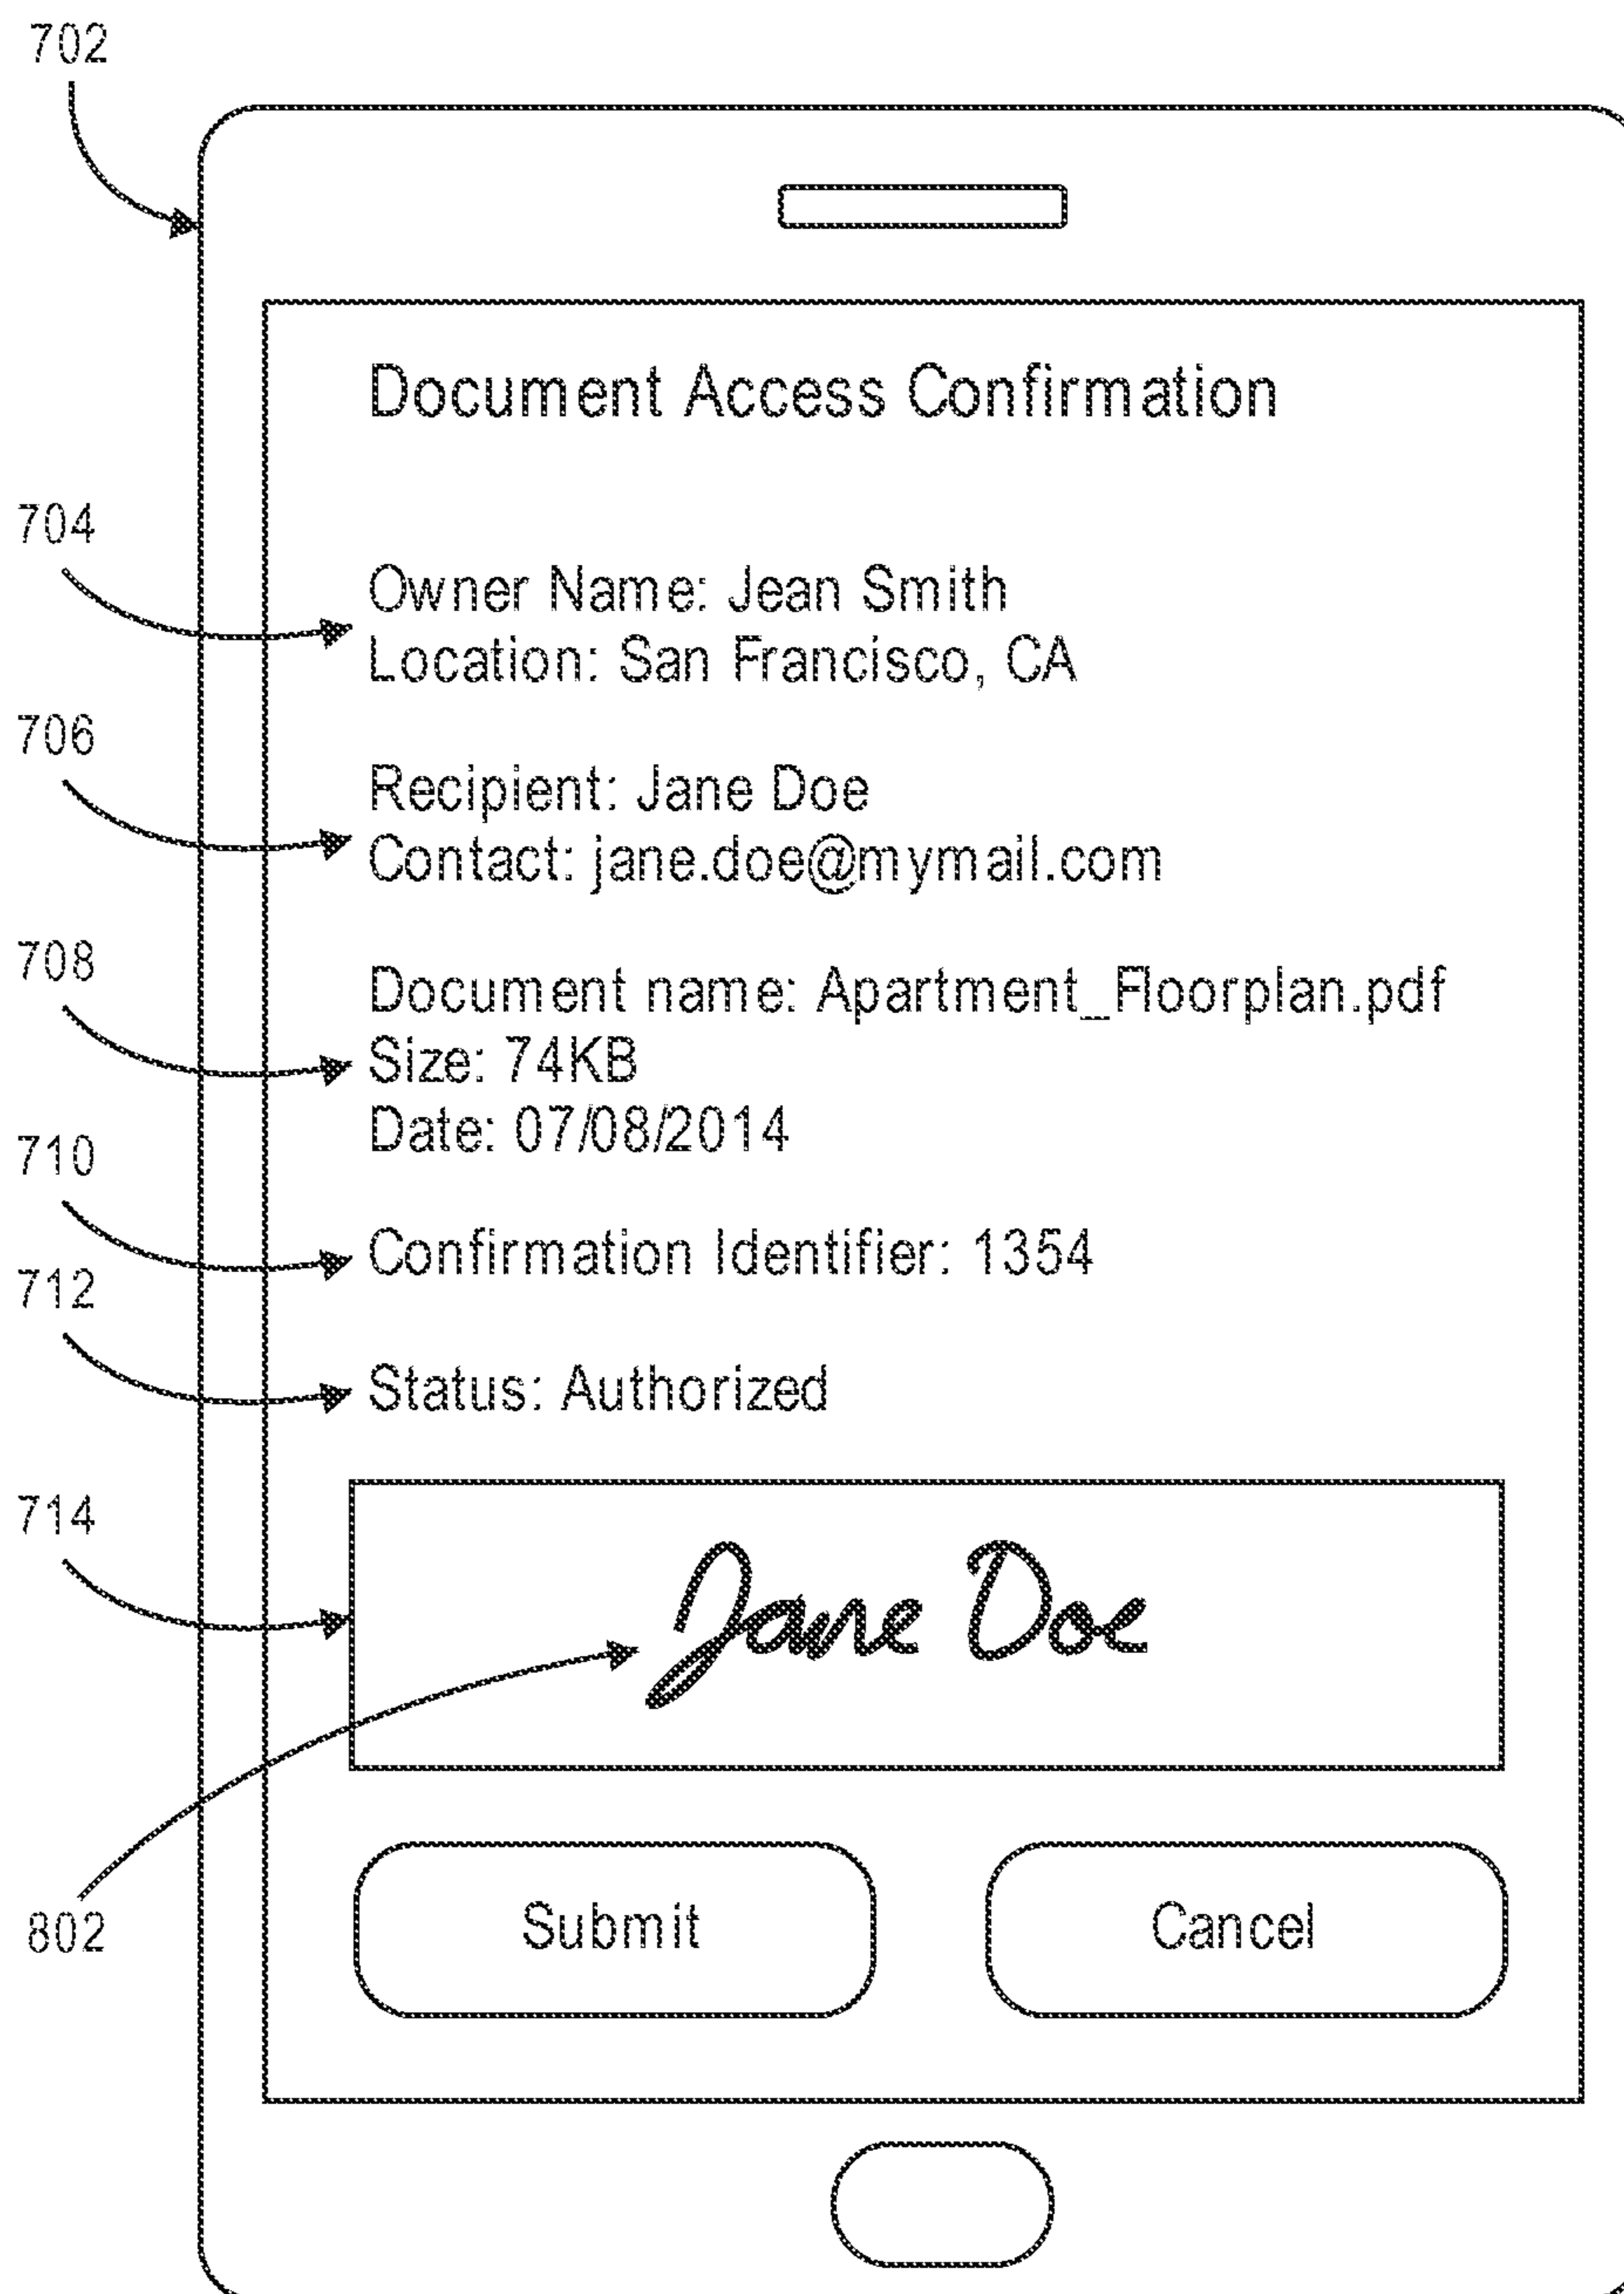 702
Document Access Confirmation
704
Owner Name: Jean Smith
Location: San Francisco, CA
706
Recipient: Jane Doe
Contact: jane.doe@mymail.com
708
Document name: Apartment_Floorplan.pdf
Size: 74KB
Date: 07/08/2014
710
Confirmation Identifier: 1354
712
Status: Authorized
714
Jane Doe
802
Submit
Cancel